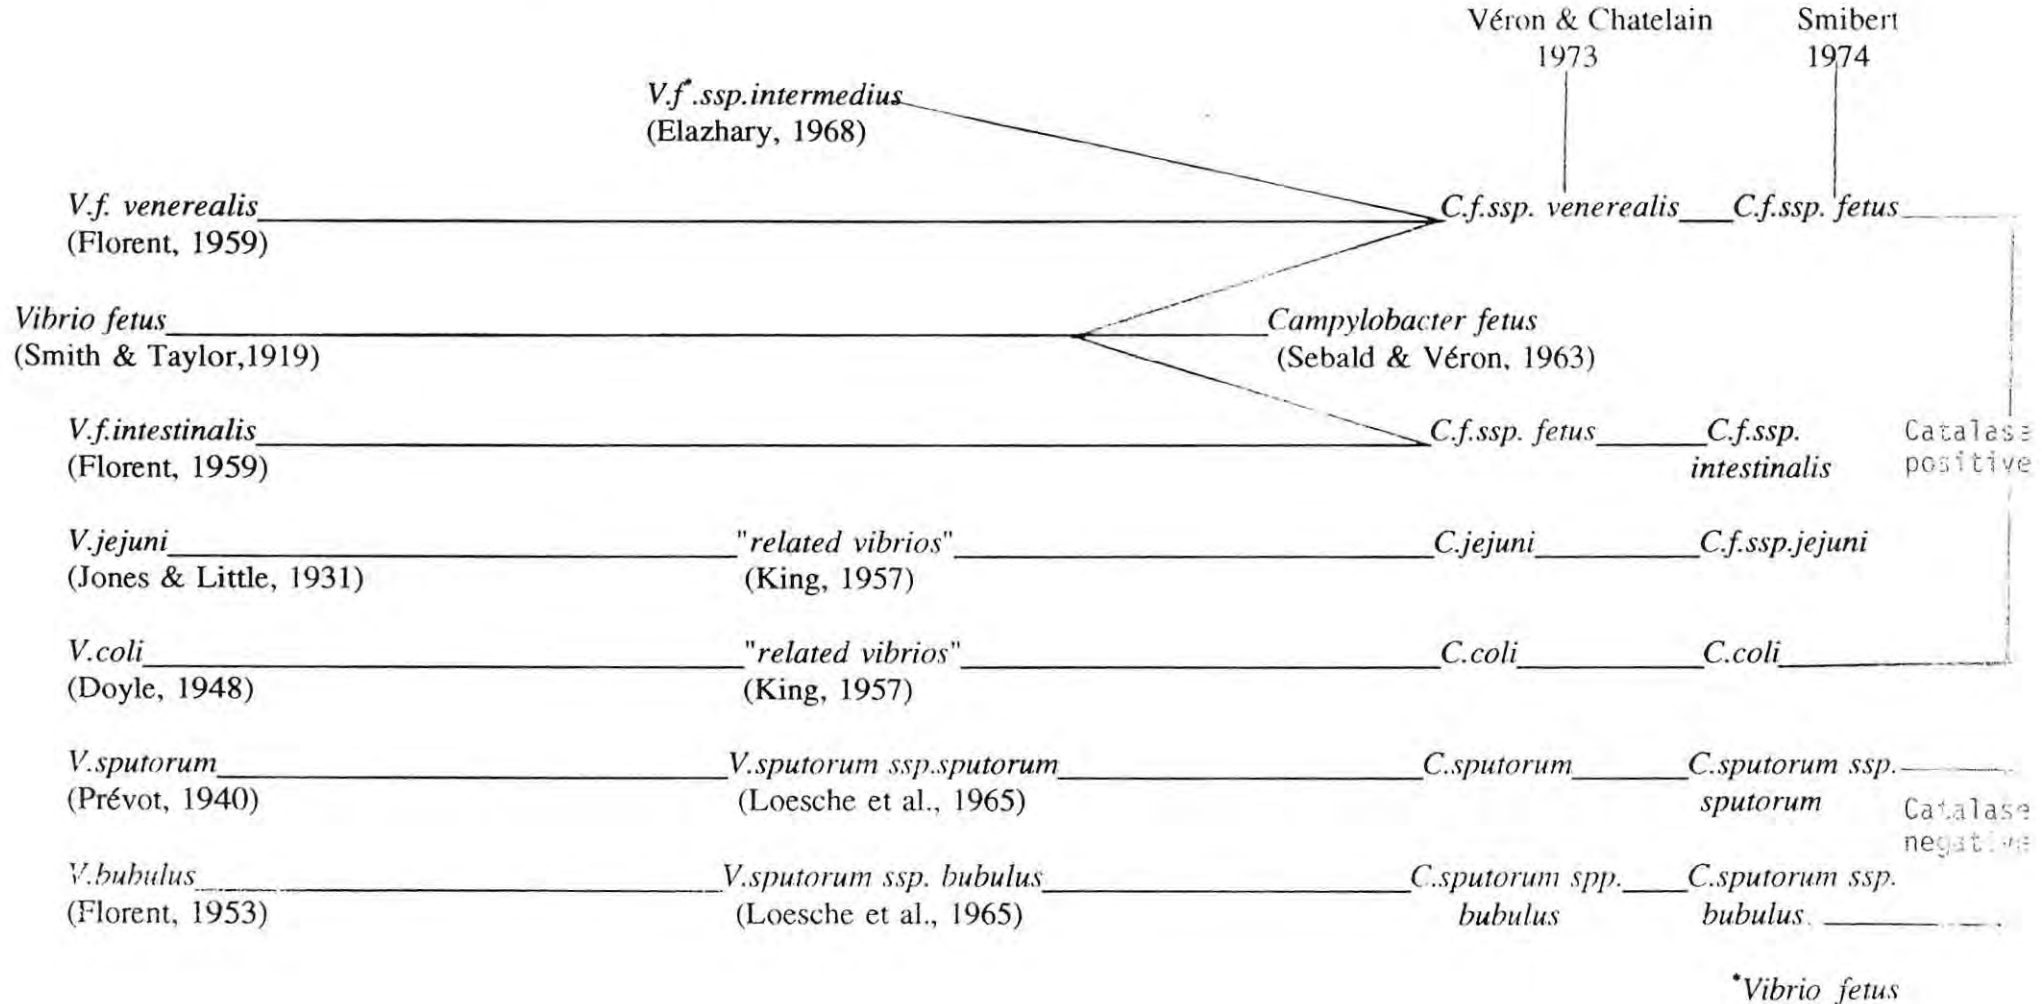 Véron & Chatelain Smibert
1973 1974
V.f*.ssp.intermedius
(Elazhary, 1968)
V.f. venerealis C.f.ssp. venerealis C.f.ssp. fetus
(Florent, 1959)
Vibrio fetus Campylobacter fetus
(Smith & Taylor,1919) (Sebald & Véron, 1963)
V.f.intestinalis C.f.ssp. fetus C.f.ssp. Catalase
(Florent, 1959) intestinalis positive
V.jejuni "related vibrios" C.jejuni C.f.ssp.jejuni
(Jones & Little, 1931) (King, 1957)
V.coli "related vibrios" C.coli C.coli
(Doyle, 1948) (King, 1957)
V.sputorum V.sputorum ssp.sputorum C.sputorum C.sputorum ssp.
(Prévot, 1940) (Loesche et al., 1965) sputorum Catalase
negative
V.bubulus V.sputorum ssp. bubulus C.sputorum spp. C.sputorum ssp.
(Florent, 1953) (Loesche et al., 1965) bubulus bubulus.
*Vibrio fetus